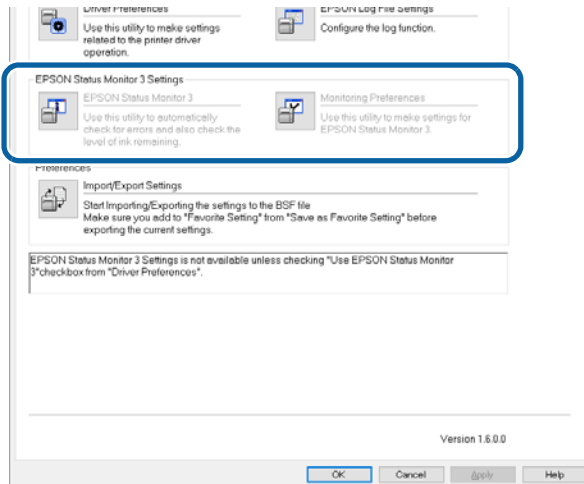 Driver Preferences
EPSON Log File Settings
Use this utility to make settings
related to the printer driver
operation.
Configure the log function.
EPSON Status Monitor 3 Settings
EPSON Status Monitor 3
Use this utility to automatically
check for errors and also check the
level of ink remaining.
Monitoring Preferences
Use this utility to make settings for
EPSON Status Monitor 3.
Preferences
Import/Export Settings
Start Importing/Exporting the settings to the BSF file
Make sure you add to "Favorite Setting" from "Save as Favorite Setting" before
exporting the current settings.
EPSON Status Monitor 3 Settings is not available unless checking "Use EPSON Status Monitor
3"checkbox from "Driver Preferences".
Version 1.6.0.0
OK
Cancel
Apply
Help